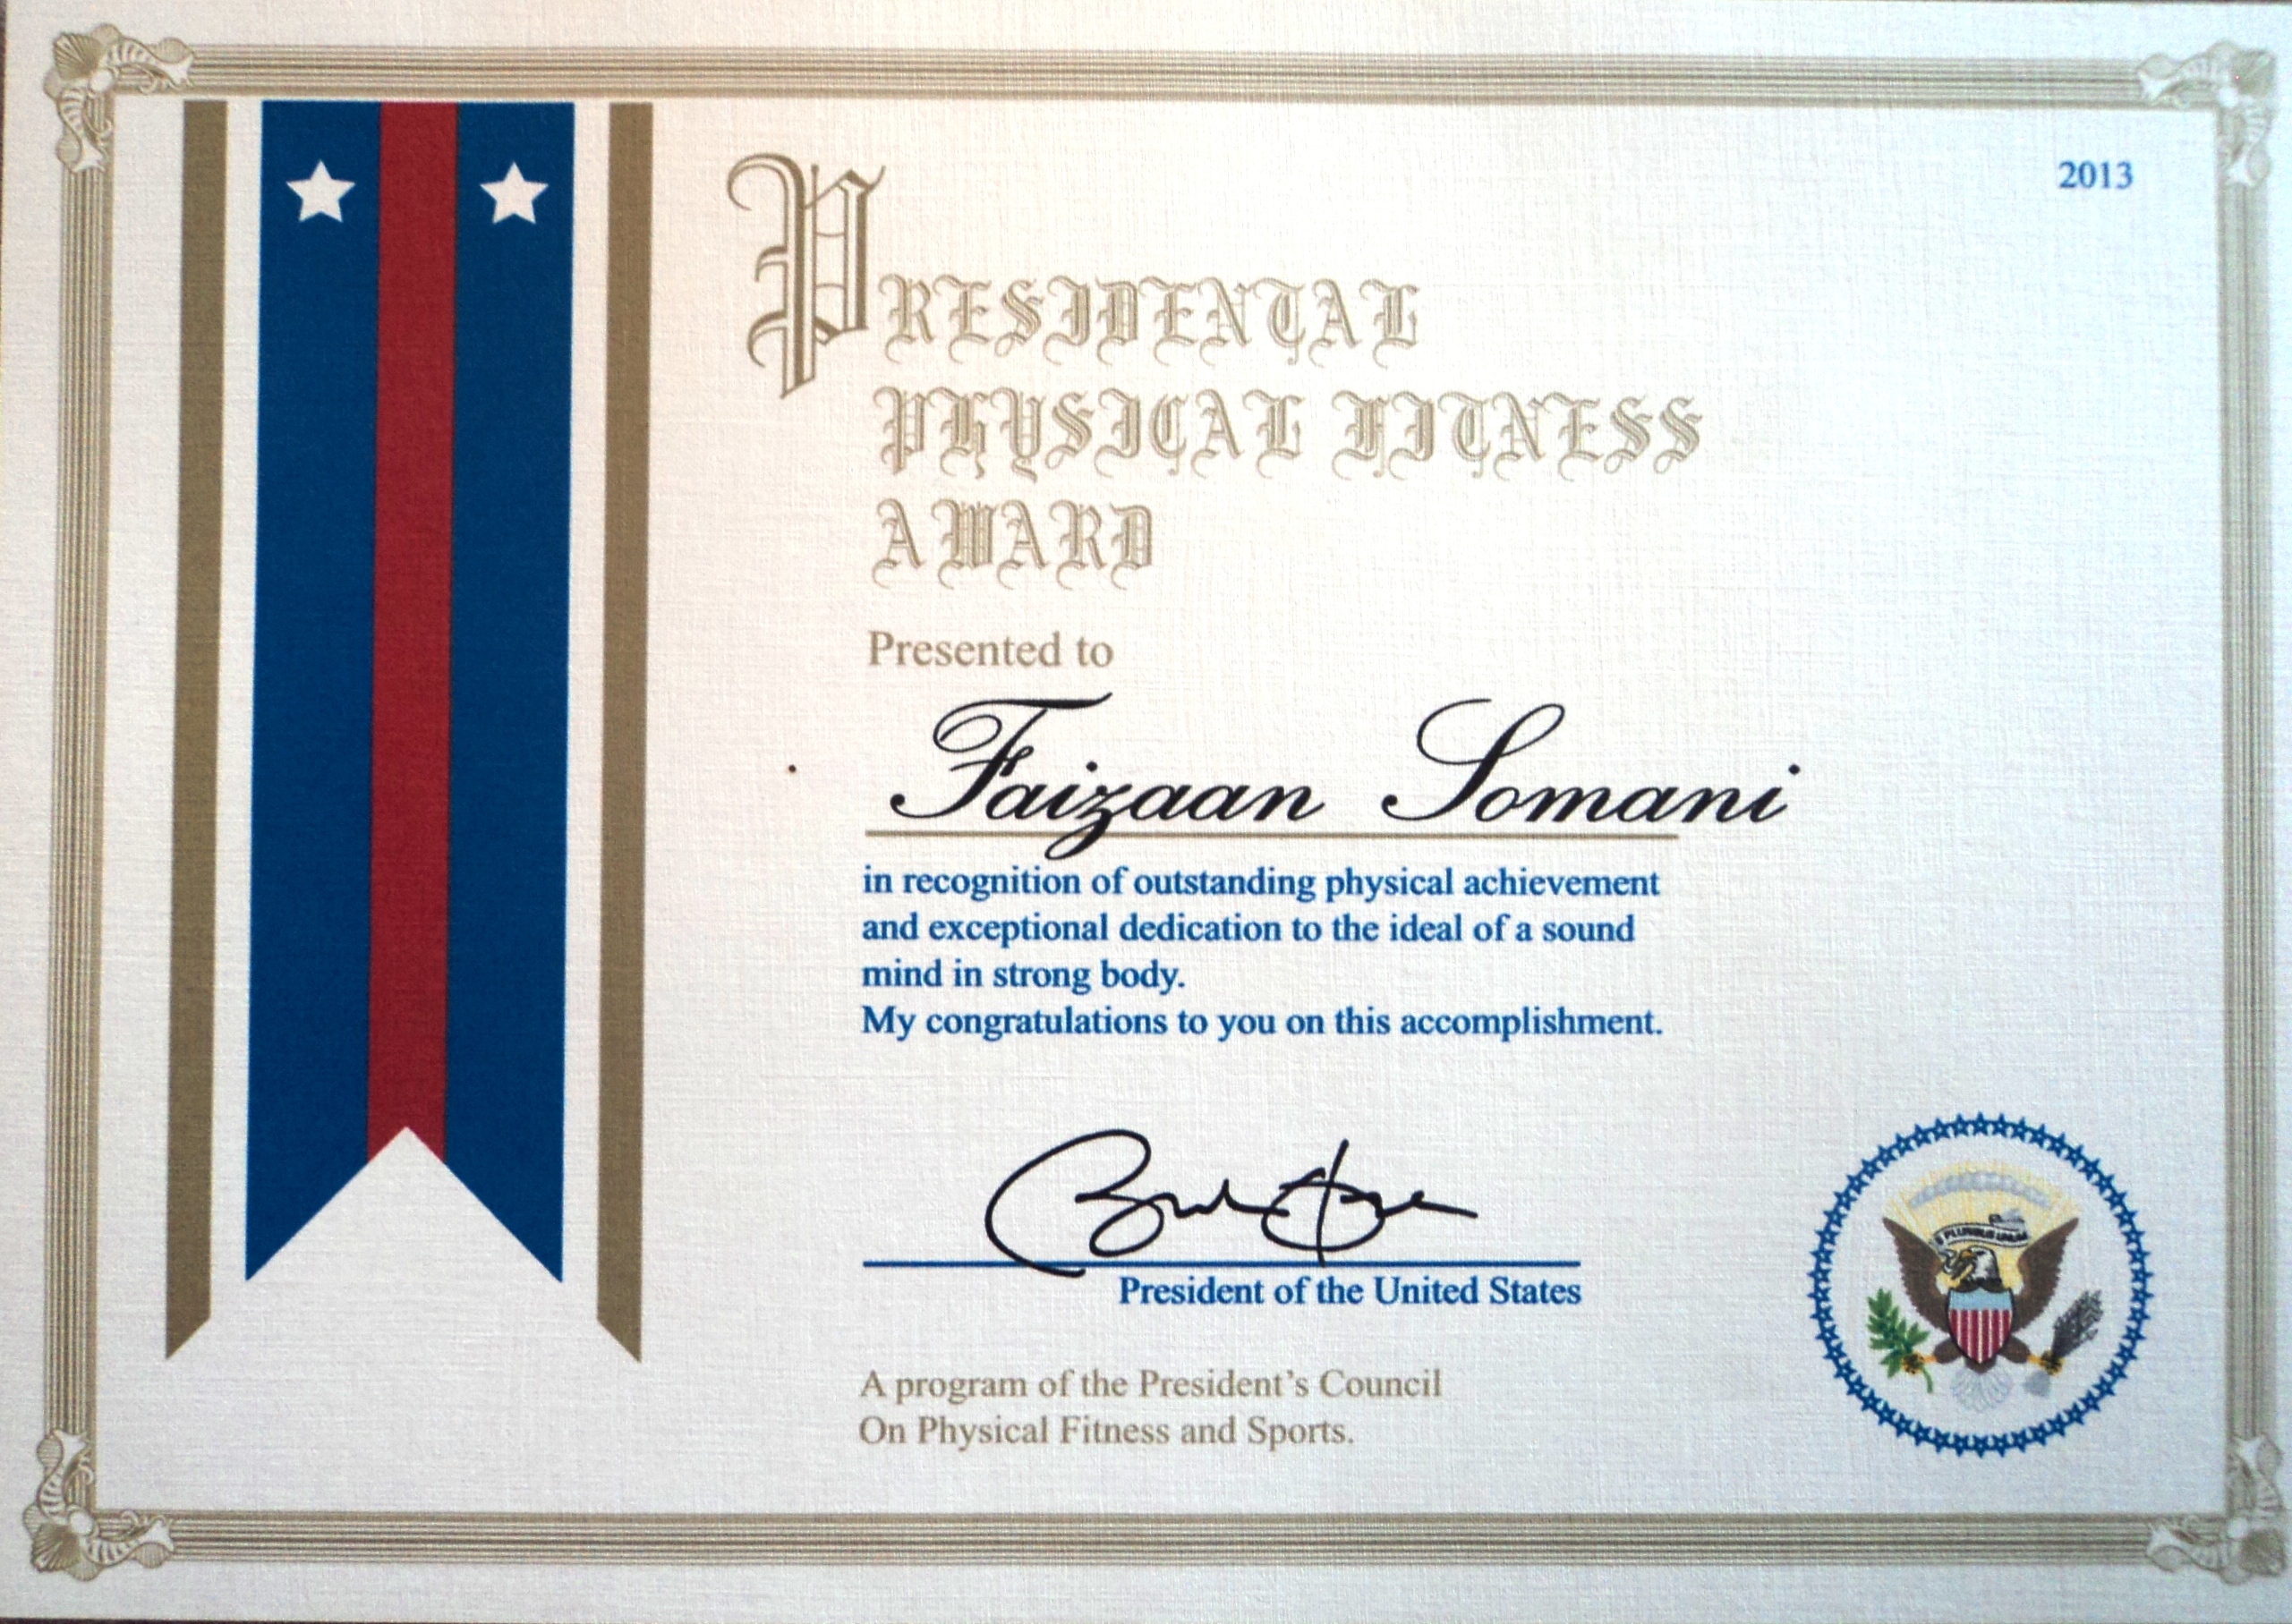 2013
PRESIDENTAL
PHYSICAL FITNESS
AWARD
Presented to
Faizaan Somani
in recognition of outstanding physical achievement
and exceptional dedication to the ideal of a sound
mind in strong body.
My congratulations to you on this accomplishment.
President of the United States
E PLURIBUS UNUM
A program of the President's Council
On Physical Fitness and Sports.